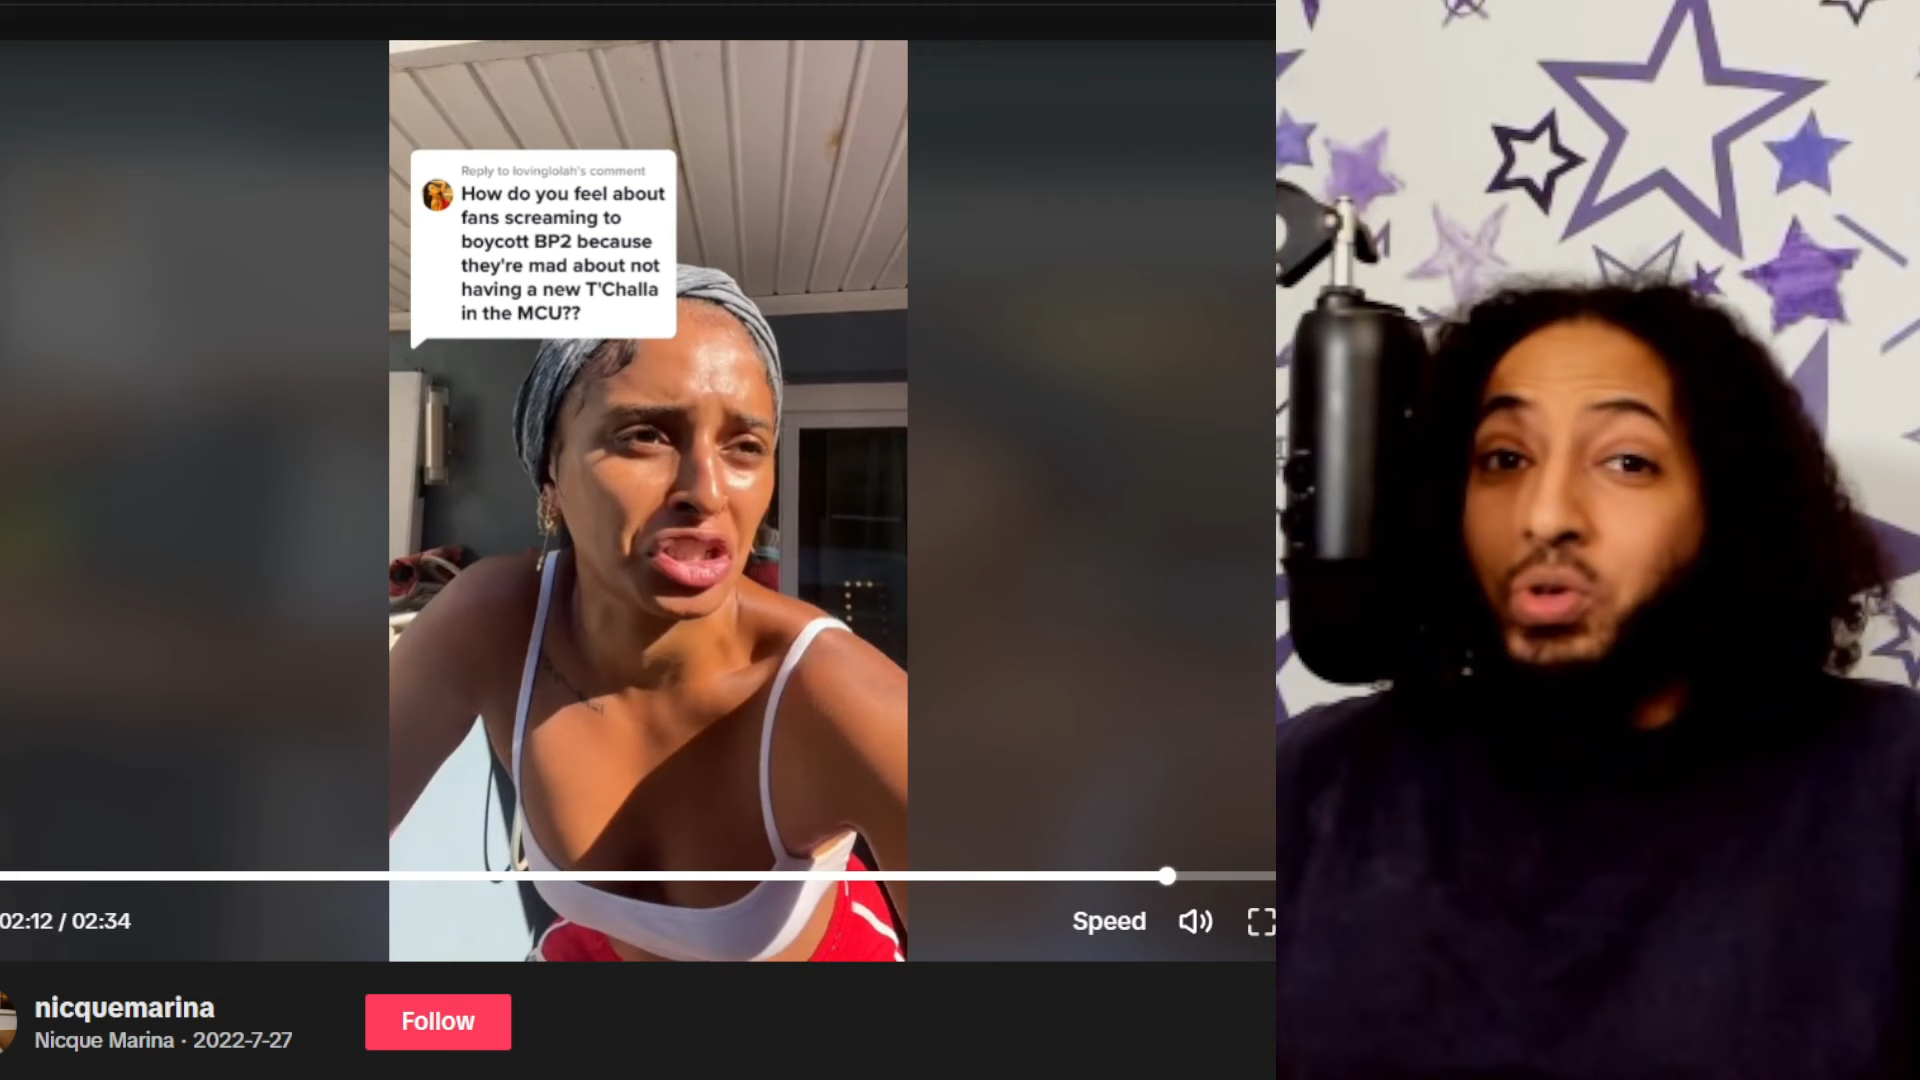 Reply to lovinglolah's comment
How do you feel about
fans screaming to
boycott BP2 because
they're mad about not
having a new T'Challa
in the MCU??
02:12 / 02:34
Speed
nicquemarina
Nicque Marina · 2022-7-27
Follow